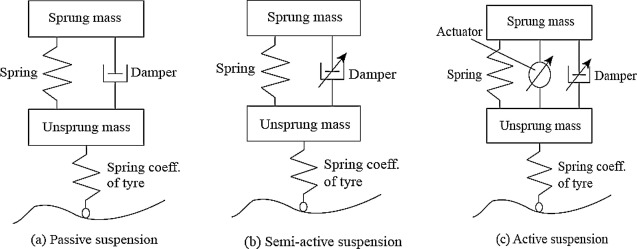 Sprung mass
Spring
Damper
Unsprung mass
Spring coeff.
of tyre
(a) Passive suspension
Sprung mass
Spring
Damper
Unsprung mass
Spring coeff.
of tyre
(b) Semi-active suspension
Sprung mass
Actuator
Spring
Damper
Unsprung mass
Spring coeff.
of tyre
(c) Active suspension